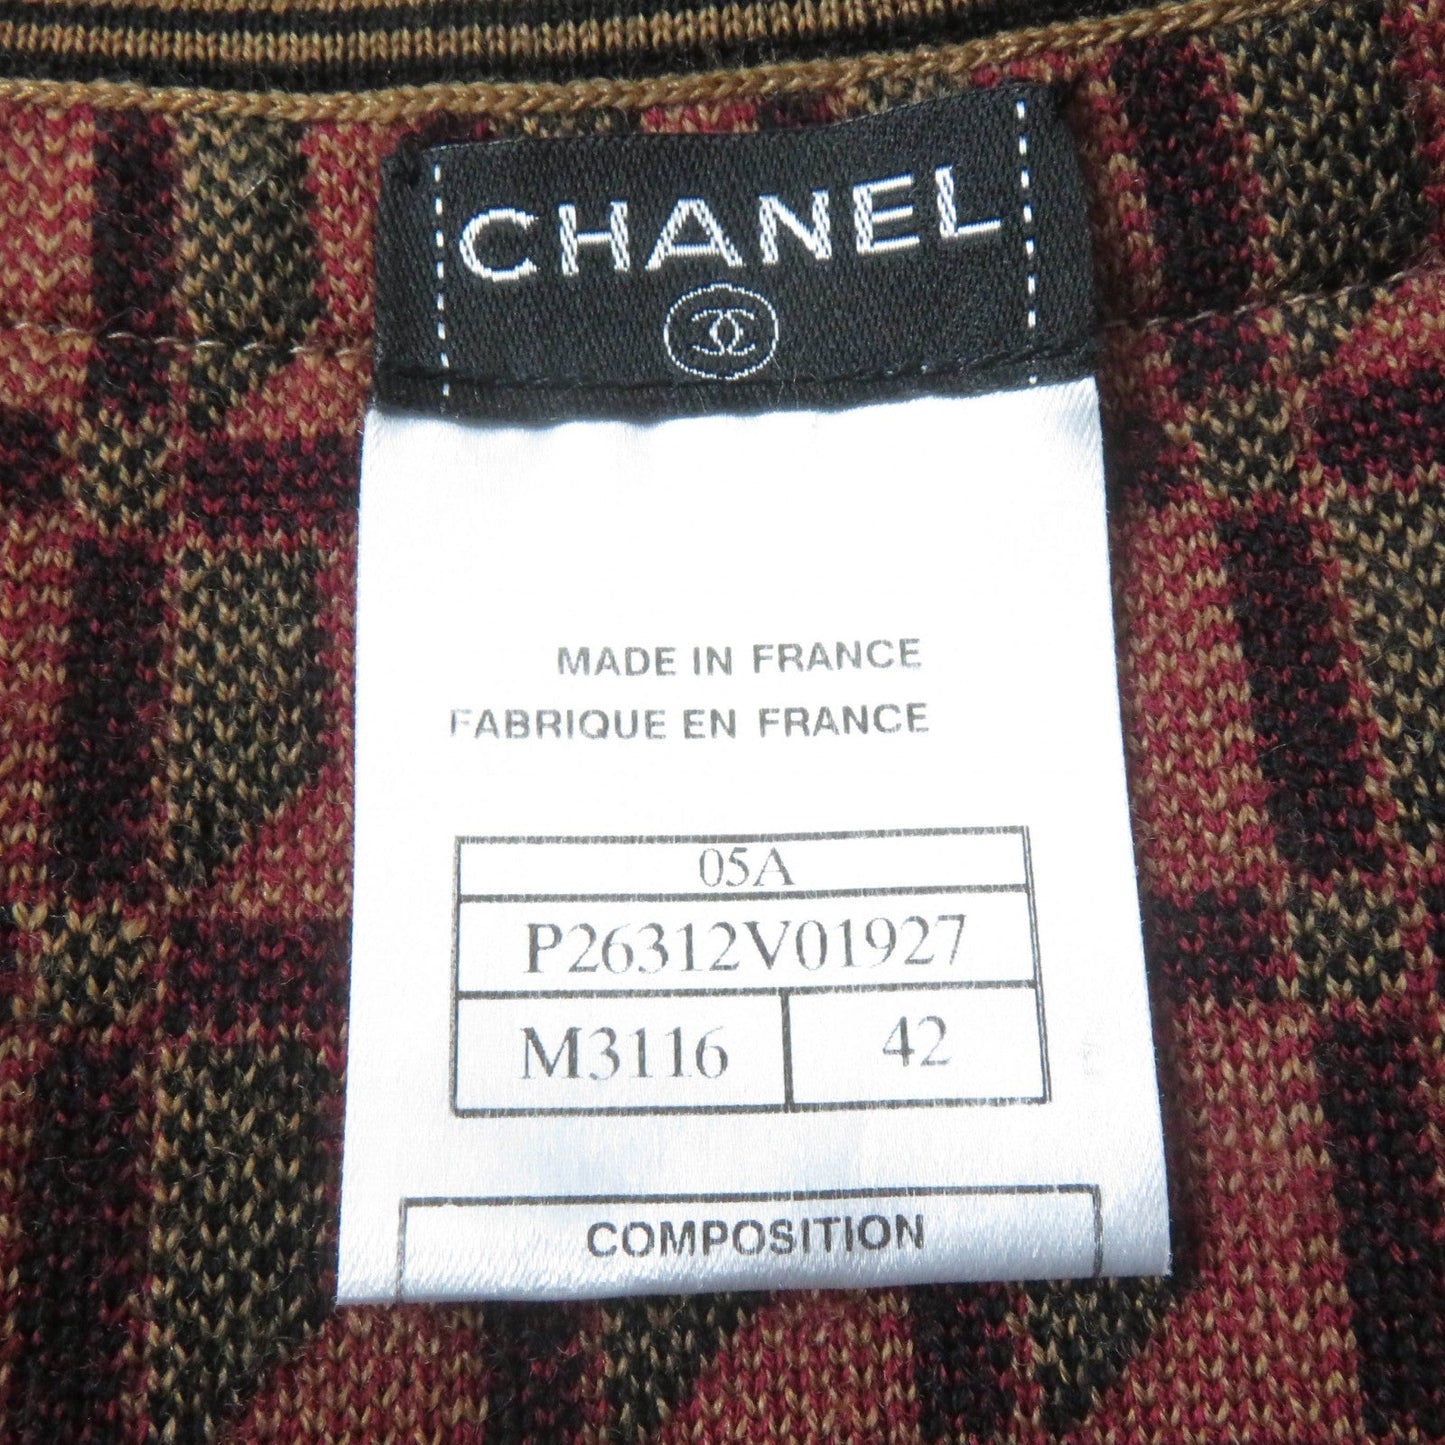 CHANEL
MADE IN FRANCE
FABRIQUE EN FRANCE
05A
P26312V01927
M3116 42
COMPOSITION